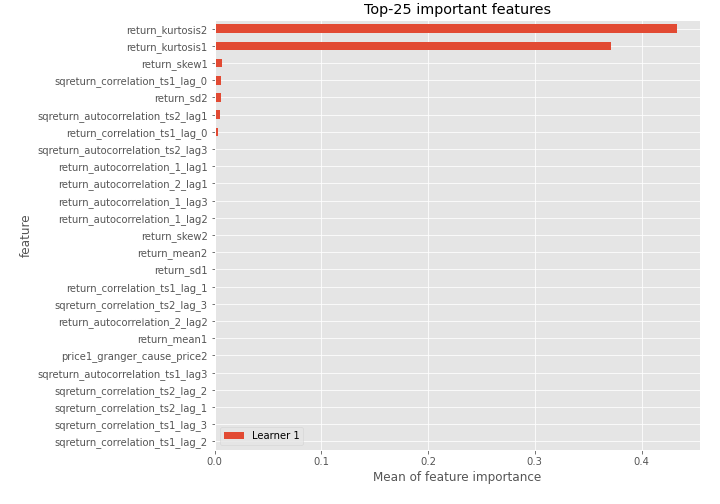 Top-25 important features
return_kurtosis2
return_kurtosis1
return_skew1
sqreturn_correlation_ts1_lag_0
return_sd2
sqreturn_autocorrelation_ts2_lag1
return_correlation_ts1_lag_0
sqreturn_autocorrelation_ts2_lag3
return_autocorrelation_1_lag1
return_autocorrelation_2_lag1
return_autocorrelation_1_lag3
return_autocorrelation_1_lag2
return_skew2
return_mean2
return_sd1
return_correlation_ts1_lag_1
sqreturn_correlation_ts2_lag_3
return_autocorrelation_2_lag2
return_mean1
price1_granger_cause_price2
sqreturn_autocorrelation_ts1_lag3
sqreturn_correlation_ts2_lag_2
sqreturn_correlation_ts2_lag_1
sqreturn_correlation_ts1_lag_3
sqreturn_correlation_ts1_lag_2
feature
Learner 1
0.0 0.1 0.2 0.3 0.4
Mean of feature importance